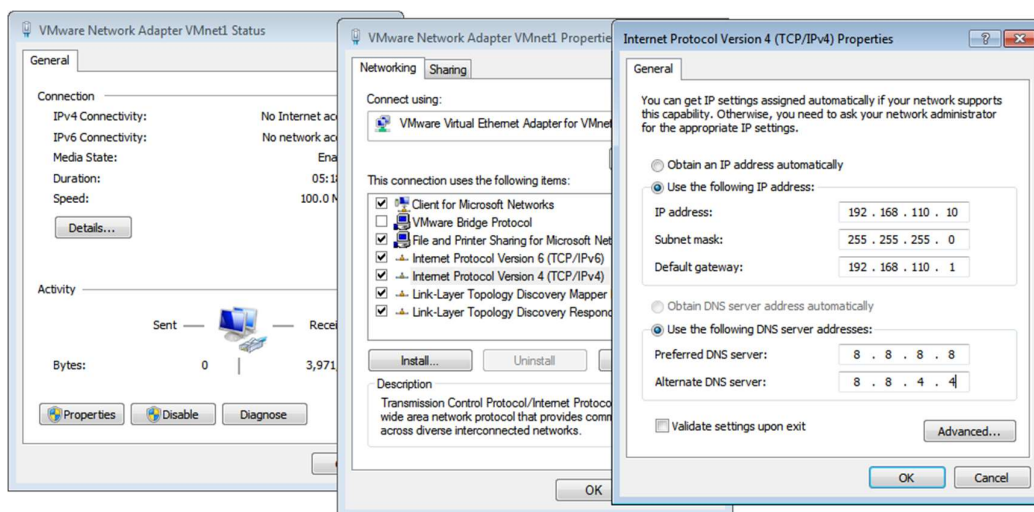 VMware Network Adapter VMnet1 Status
General
Connection
IPv4 Connectivity: No Internet acc
IPv6 Connectivity: No network ac
Media State: Ena
Duration: 05:18
Speed: 100.0 M
Details...
Activity
Sent Recei
Bytes: 0 3,971,
Properties Disable Diagnose
VMware Network Adapter VMnet1 Propertie
Networking Sharing
Connect using:
VMware Virtual Ethernet Adapter for VMnet
This connection uses the following items:
Client for Microsoft Networks
VMware Bridge Protocol
File and Printer Sharing for Microsoft Net
Internet Protocol Version 6 (TCP/IPv6)
Internet Protocol Version 4 (TCP/IPv4)
Link-Layer Topology Discovery Mapper
Link-Layer Topology Discovery Respond
Install... Uninstall
Description
Transmission Control Protocol/Internet Protoco
wide area network protocol that provides comm
across diverse interconnected networks.
OK
Internet Protocol Version 4 (TCP/IPv4) Properties
General
You can get IP settings assigned automatically if your network supports
this capability. Otherwise, you need to ask your network administrator
for the appropriate IP settings.
Obtain an IP address automatically
Use the following IP address:
IP address: 192 . 168 . 110 . 10
Subnet mask: 255 . 255 . 255 . 0
Default gateway: 192 . 168 . 110 . 1
Obtain DNS server address automatically
Use the following DNS server addresses:
Preferred DNS server: 8 . 8 . 8 . 8
Alternate DNS server: 8 . 8 . 4 . 4
Validate settings upon exit
Advanced...
OK Cancel